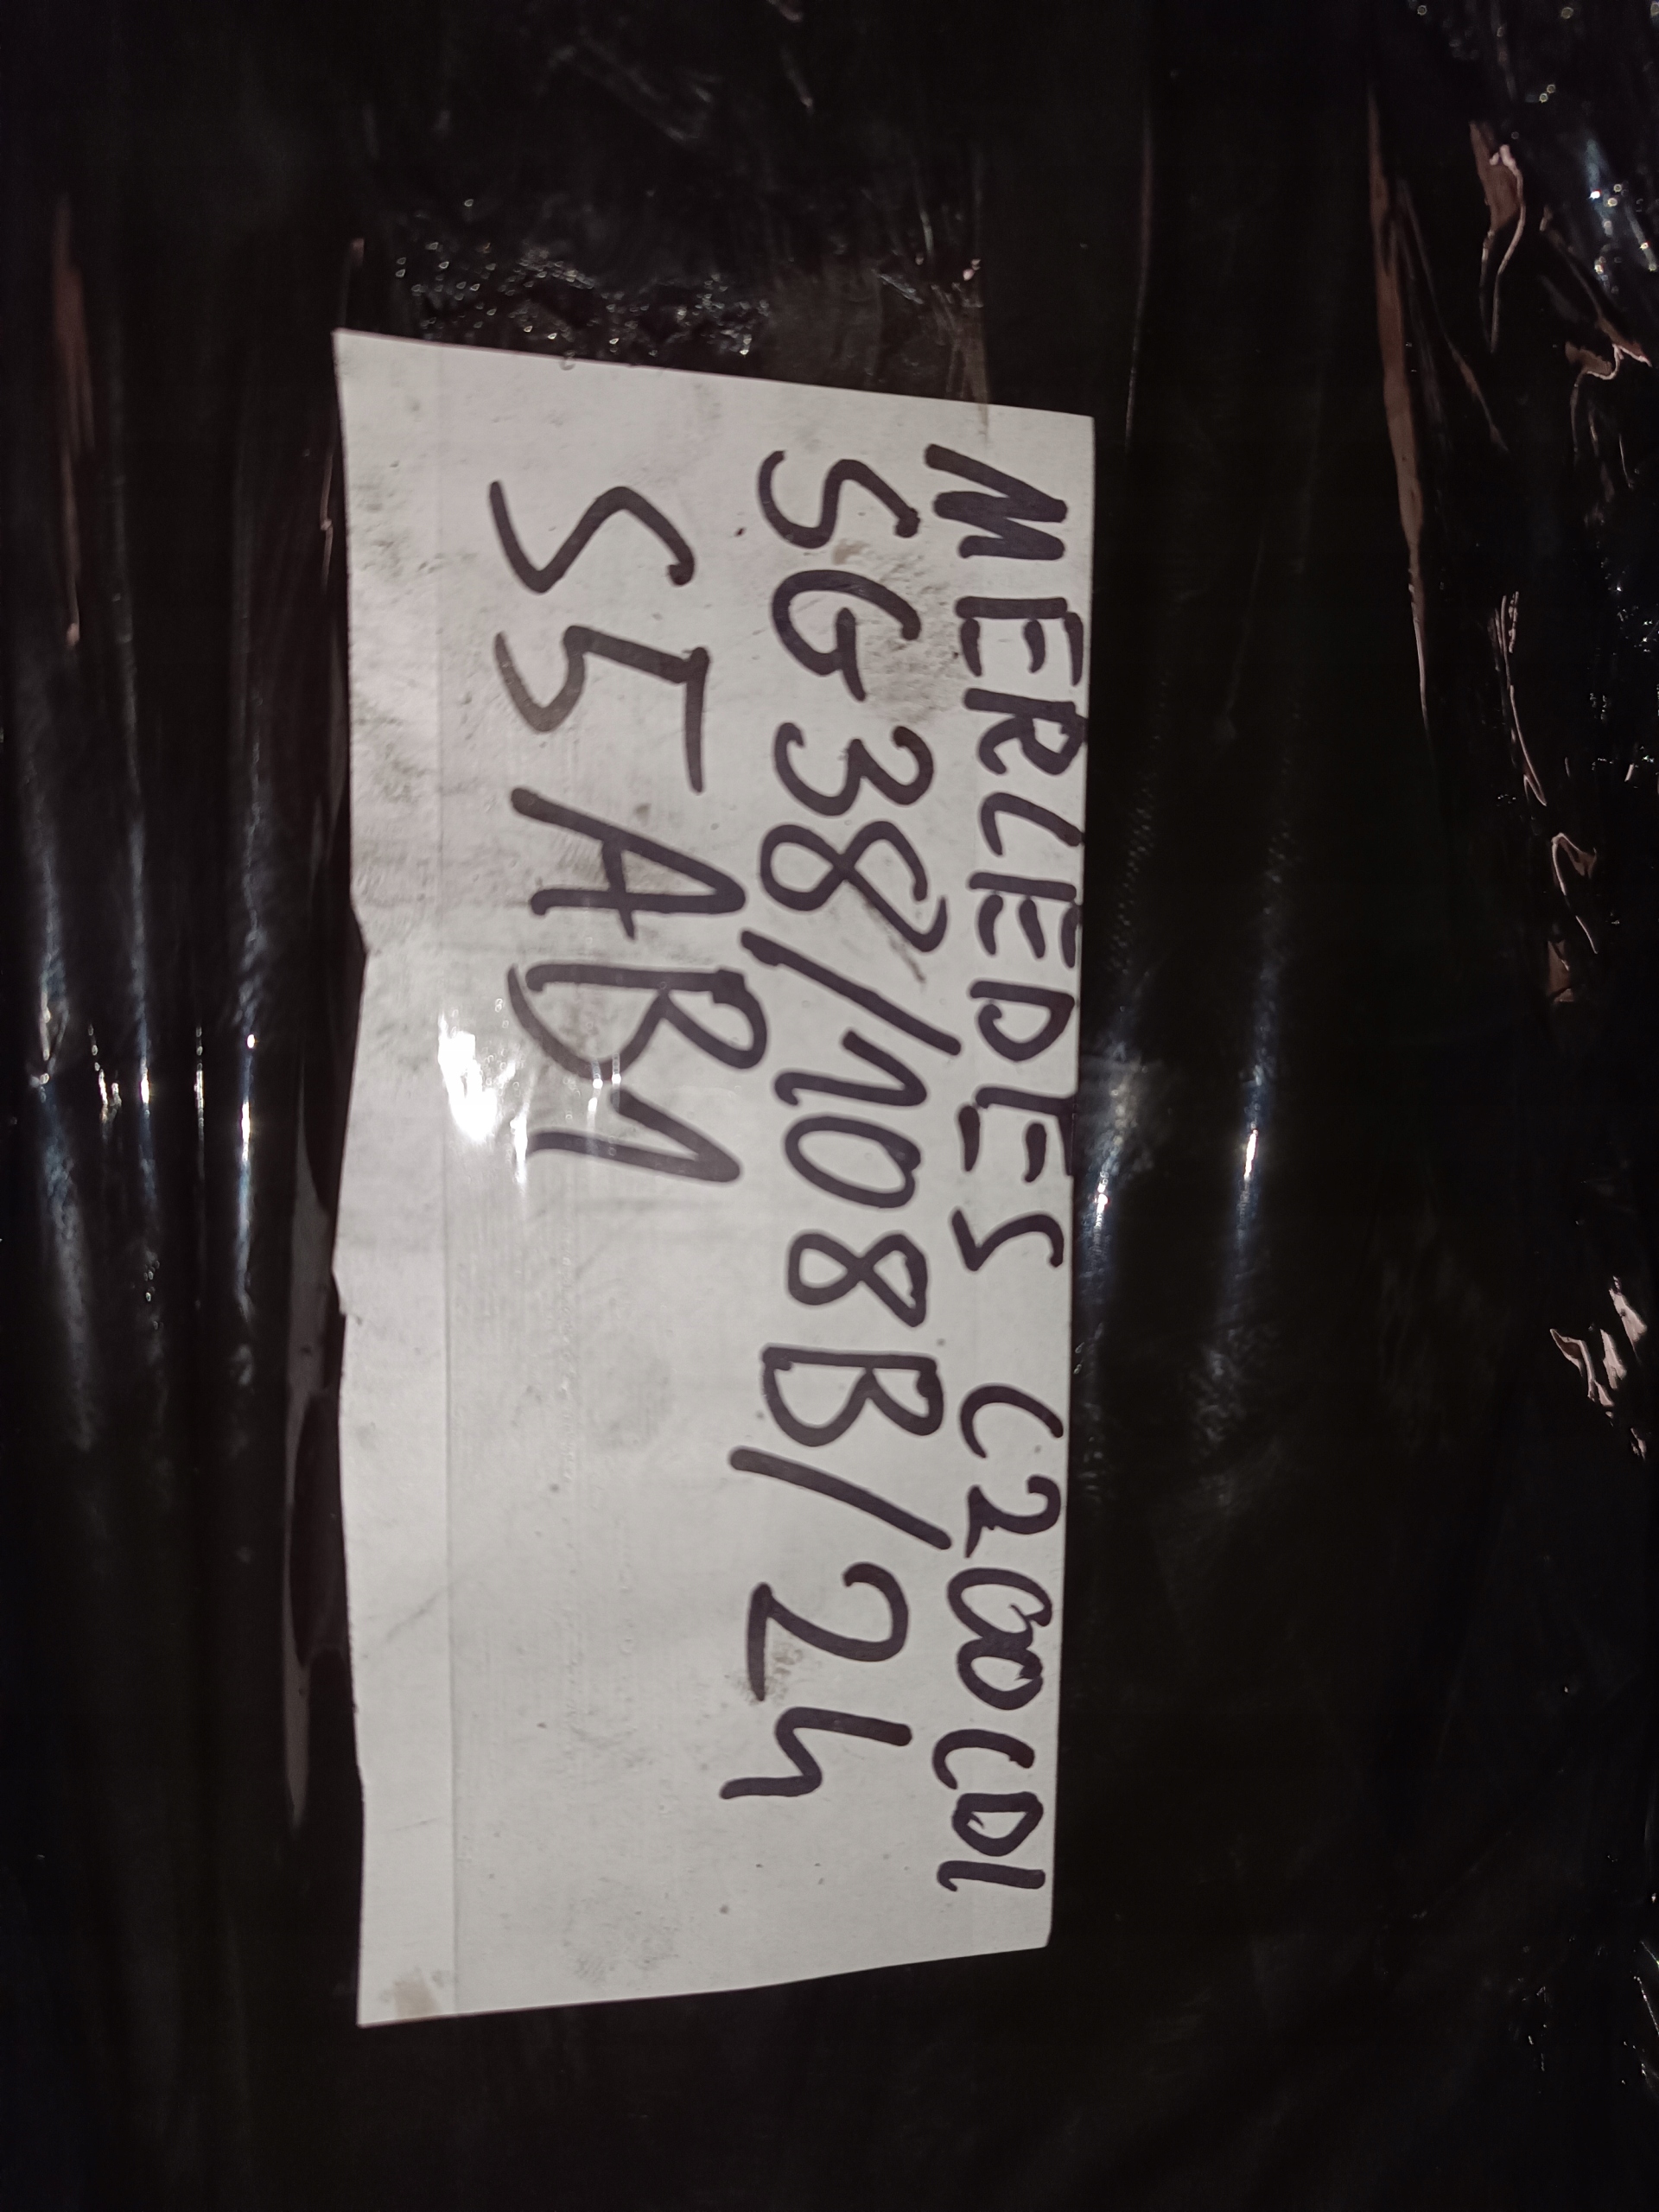 MERCEDES C200CDI
SG38/108B/24
S5AB1